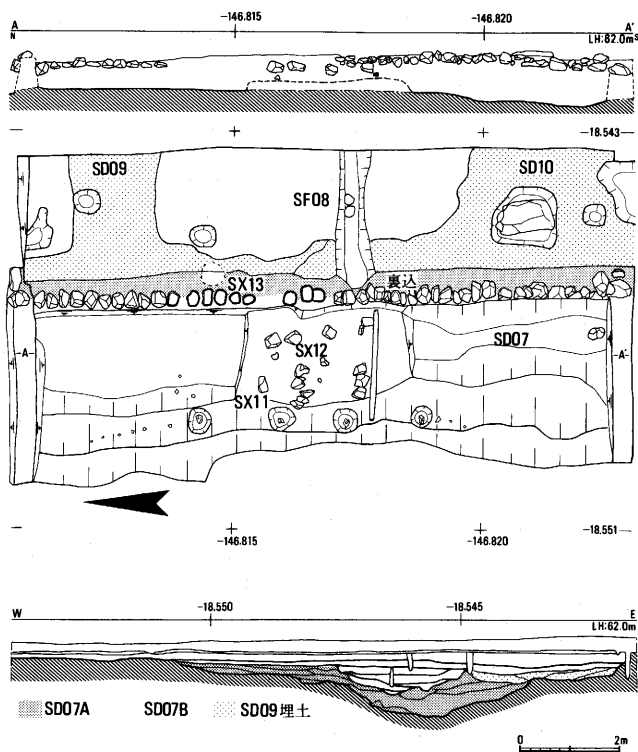 A -146.815 -146.820 A'
N LH:62.0m S
-18.543
SD09 SD10
SF08
SX13 裏込
SX12 SD07
A A'
SX11
-146.815 -146.820 -18.551
W -18.550 -18.545 E
LH:62.0m
SD07A SD07B SD09埋土
0 2m